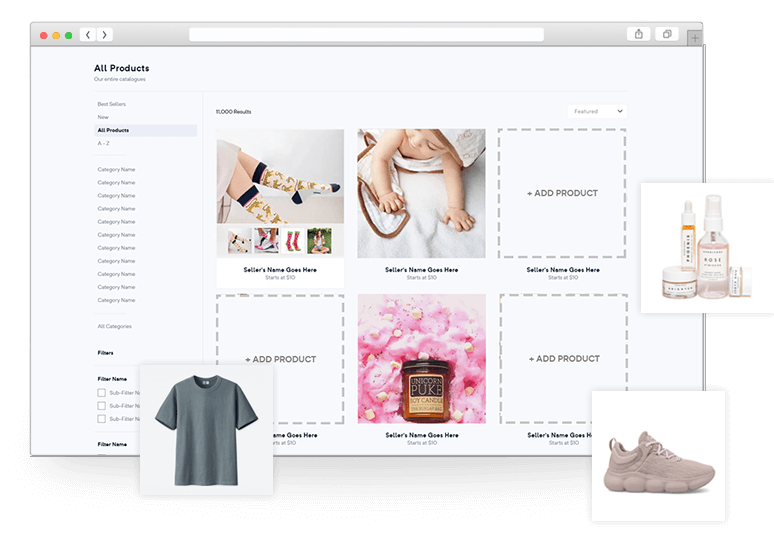 All Products
Our entire catalogues
Best Sellers
New
All Products
A - Z
Category Name
Category Name
Category Name
Category Name
Category Name
Category Name
Category Name
Category Name
Category Name
Category Name
Category Name
All Categories
Filters
Filter Name
Sub-Filter
Sub-Filter
Sub-Filter
Filter Name
11,000 Results
Featured
+ ADD PRODUCT
Seller's Name Goes Here
Starts at $10
Seller's Name Goes Here
Starts at $10
Seller's Name Goes Here
Starts at $10
+ ADD PRODUCT
UNICORN
PUKE
SOY CANDLE
+ ADD PRODUCT
Goes Here
$10
Seller's Name Goes Here
Starts at $10
Seller's Name Goes Here
Starts at $10
ROSE